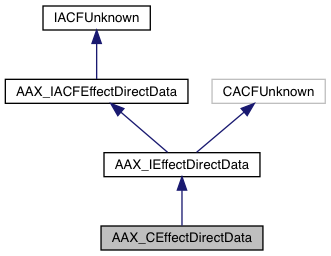 IACFUnknown
AAX_IACFEffectDirectData
CACFUnknown
AAX_IEffectDirectData
AAX_CEffectDirectData